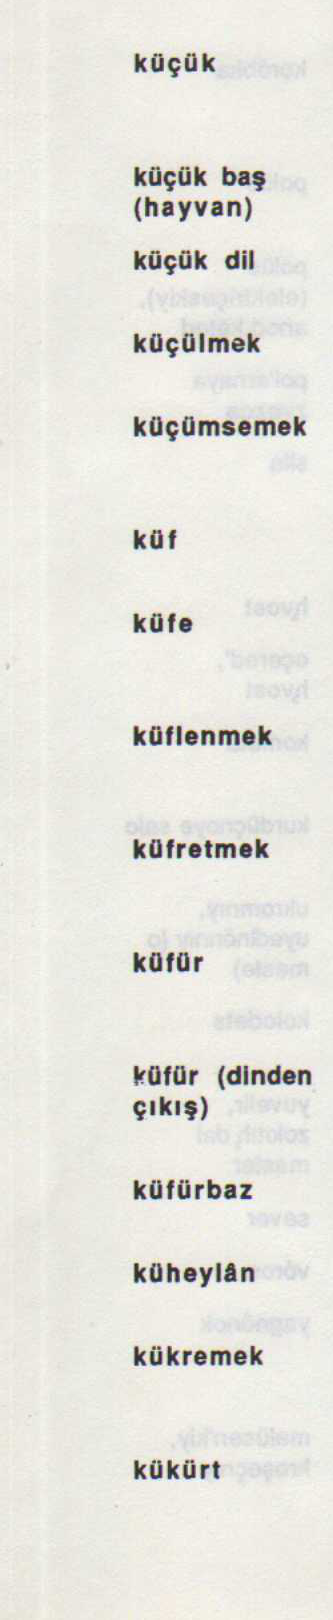 küçük
küçük baş
(hayvan)
küçük dil
küçülmek
küçümsemek
küf
küfe
küflenmek
küfretmek
küfür
küfür (dinden
çıkış)
küfürbaz
küheylân
kükremek
kükürt